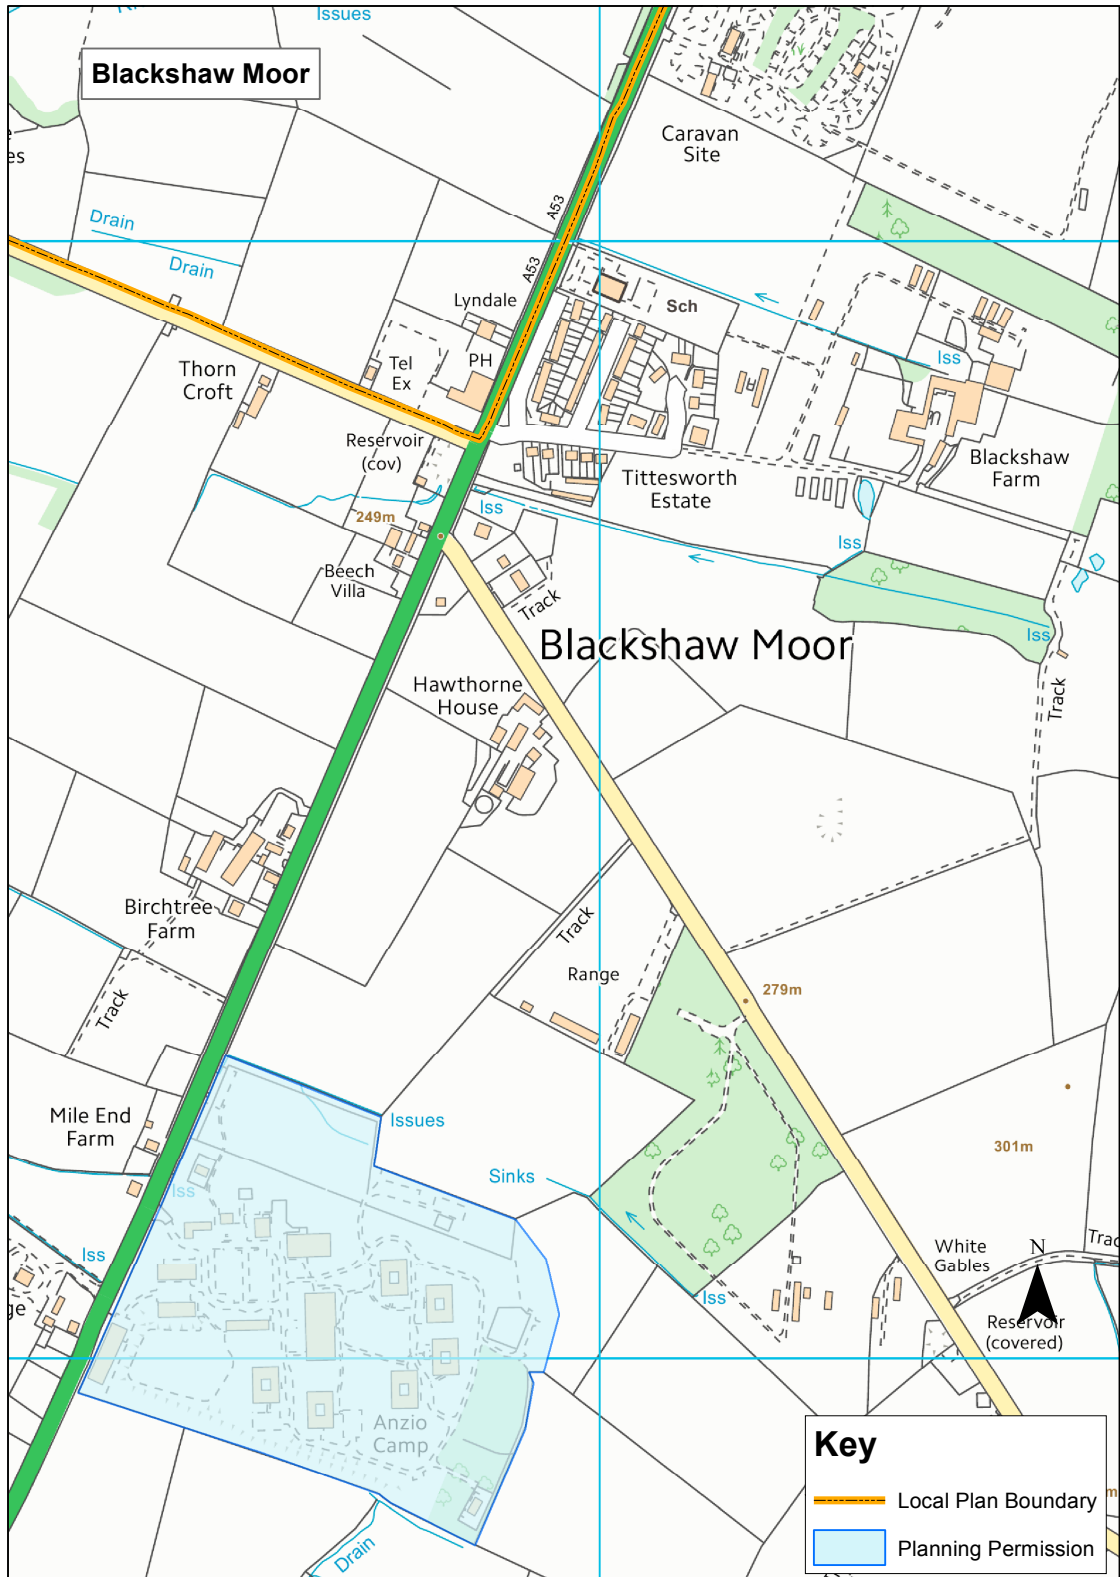 Issues
Blackshaw Moor
es
Caravan
Site
A53
Drain
Drain
A53
Lyndale
Sch
PH
Tel
Ex
Iss
Thorn
Croft
Reservoir
(cov)
Blackshaw
Farm
Tittesworth
Estate
249m
Iss
Iss
Beech
Villa
Track
Iss
Blackshaw Moor
Hawthorne
House
Track
Birchtree
Farm
Track
Range
279m
Track
Mile End
Farm
Issues
301m
Sinks
Iss
Iss
White
Gables
N
Trac
Iss
ge
Reservoir
(covered)
Anzio
Camp
Key
Local Plan Boundary
Planning Permission
Drain
m